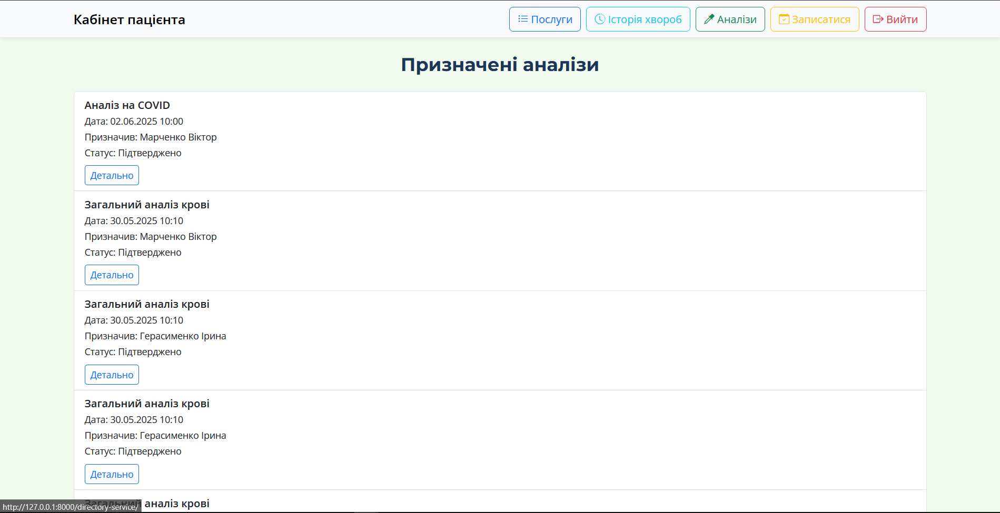 Кабінет пацієнта
Послуги
Історія хвороб
Аналізи
Записатися
Вийти
Призначені аналізи
Аналіз на COVID
Дата: 02.06.2025 10:00
Призначив: Марченко Віктор
Статус: Підтверджено
Детально
Загальний аналіз крові
Дата: 30.05.2025 10:10
Призначив: Марченко Віктор
Статус: Підтверджено
Детально
Загальний аналіз крові
Дата: 30.05.2025 10:10
Призначив: Герасименко Ірина
Статус: Підтверджено
Детально
Загальний аналіз крові
Дата: 30.05.2025 10:10
Призначив: Герасименко Ірина
Статус: Підтверджено
Детально
Загальний аналіз крові
http://127.0.0.1:8000/directory-service/